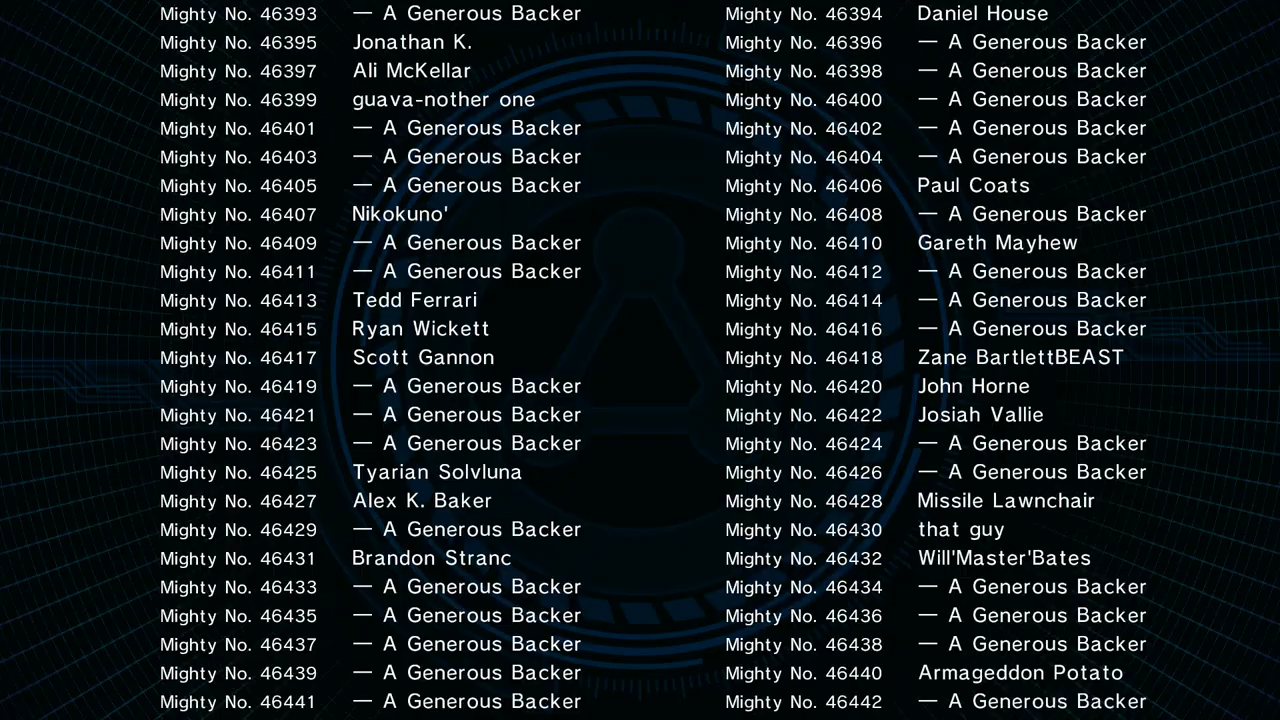 Mighty No. 46393 — A Generous Backer Mighty No. 46394 Daniel House
Mighty No. 46395 Jonathan K. Mighty No. 46396 — A Generous Backer
Mighty No. 46397 Ali McKellar Mighty No. 46398 — A Generous Backer
Mighty No. 46399 guava-nother one Mighty No. 46400 — A Generous Backer
Mighty No. 46401 — A Generous Backer Mighty No. 46402 — A Generous Backer
Mighty No. 46403 — A Generous Backer Mighty No. 46404 — A Generous Backer
Mighty No. 46405 — A Generous Backer Mighty No. 46406 Paul Coats
Mighty No. 46407 Nikokuno' Mighty No. 46408 — A Generous Backer
Mighty No. 46409 — A Generous Backer Mighty No. 46410 Gareth Mayhew
Mighty No. 46411 — A Generous Backer Mighty No. 46412 — A Generous Backer
Mighty No. 46413 Tedd Ferrari Mighty No. 46414 — A Generous Backer
Mighty No. 46415 Ryan Wickett Mighty No. 46416 — A Generous Backer
Mighty No. 46417 Scott Gannon Mighty No. 46418 Zane BartlettBEAST
Mighty No. 46419 — A Generous Backer Mighty No. 46420 John Horne
Mighty No. 46421 — A Generous Backer Mighty No. 46422 Josiah Vallie
Mighty No. 46423 — A Generous Backer Mighty No. 46424 — A Generous Backer
Mighty No. 46425 Tyarian Solvluna Mighty No. 46426 — A Generous Backer
Mighty No. 46427 Alex K. Baker Mighty No. 46428 Missile Lawnchair
Mighty No. 46429 — A Generous Backer Mighty No. 46430 that guy
Mighty No. 46431 Brandon Stranc Mighty No. 46432 Will'Master'Bates
Mighty No. 46433 — A Generous Backer Mighty No. 46434 — A Generous Backer
Mighty No. 46435 — A Generous Backer Mighty No. 46436 — A Generous Backer
Mighty No. 46437 — A Generous Backer Mighty No. 46438 — A Generous Backer
Mighty No. 46439 — A Generous Backer Mighty No. 46440 Armageddon Potato
Mighty No. 46441 — A Generous Backer Mighty No. 46442 — A Generous Backer